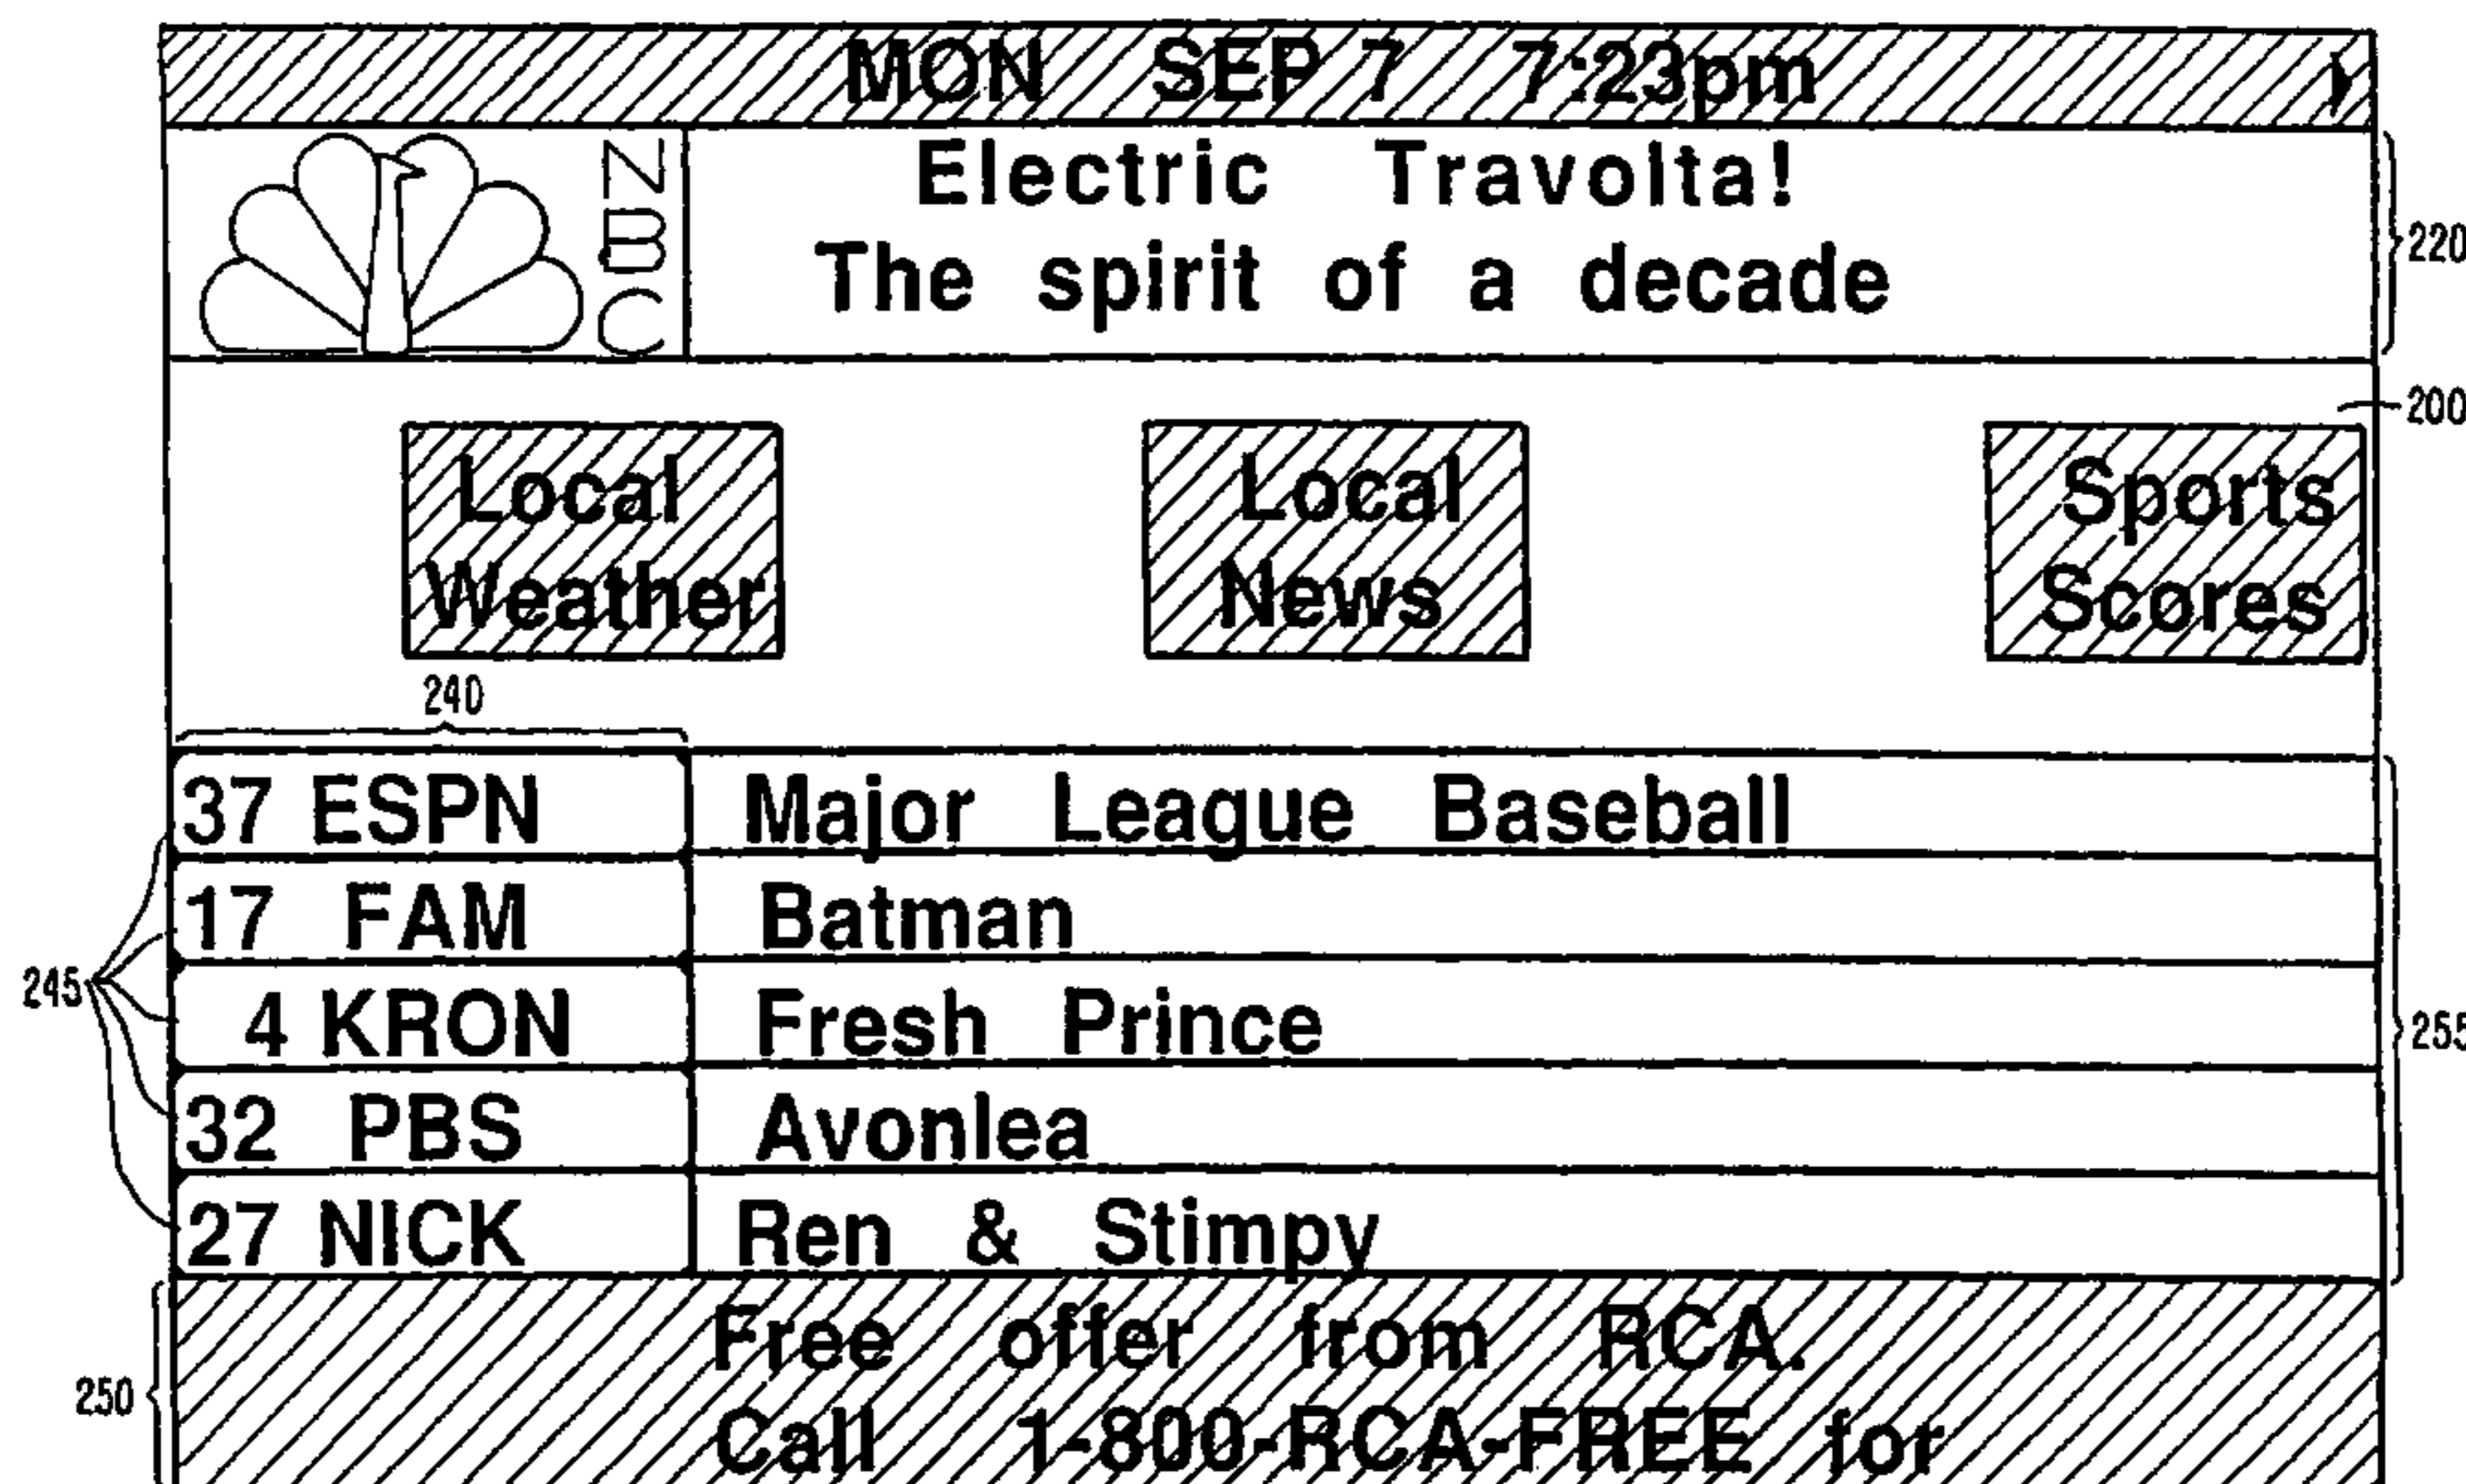 MON SEP 7 7:23pm
NBC
Electric Travolta!
The spirit of a decade
220
200
Local
Weather
Local
News
Sports
Scores
240
37 ESPN Major League Baseball
17 FAM Batman
4 KRON Fresh Prince
32 PBS Avonlea
27 NICK Ren & Stimpy
245
255
Free offer from RCA.
Call 1-800-RCA-FREE for
250